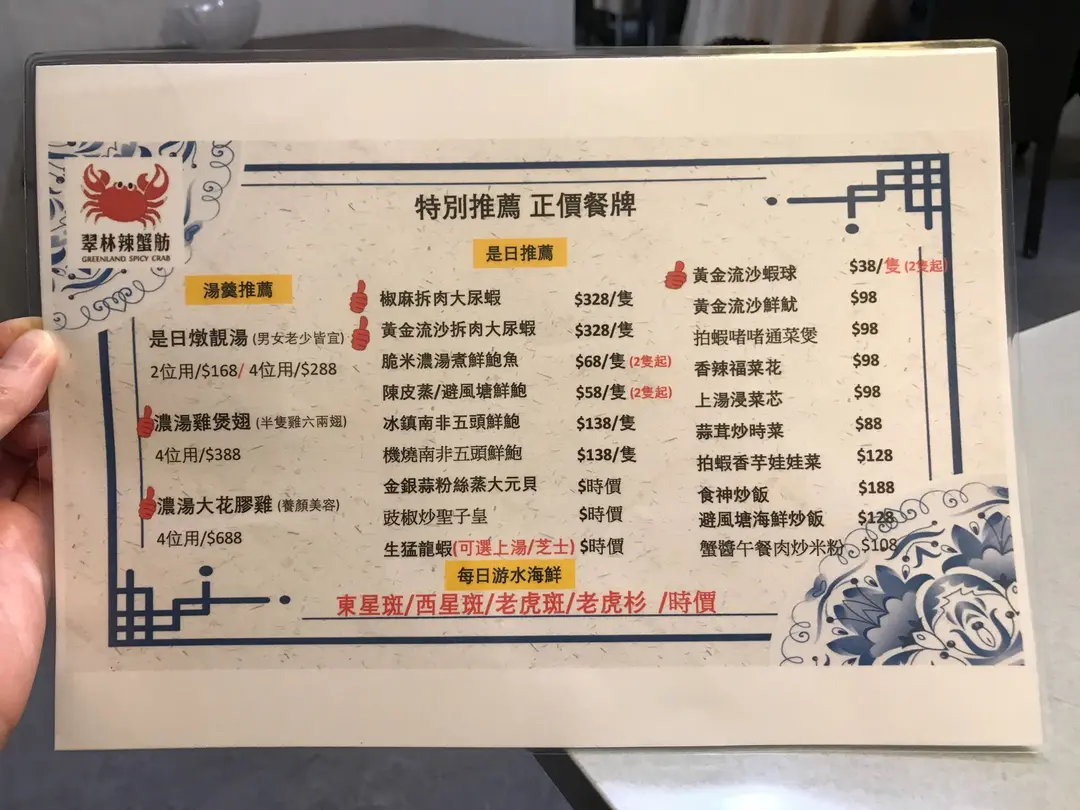 翠林辣蟹舫
GREENLAND SPICY CRAB
特別推薦 正價餐牌
湯羹推薦
是日燉靚湯 (男女老少皆宜)
2位用/$168/ 4位用/$288
濃湯雞煲翅 (半隻雞六兩翅)
4位用/$388
濃湯大花膠雞 (養顏美容)
4位用/$688
是日推薦
椒麻拆肉大尿蝦 $328/隻
黃金流沙拆肉大尿蝦 $328/隻
脆米濃湯煮鮮鮑魚 $68/隻 (2隻起)
陳皮蒸/避風塘鮮鮑 $58/隻 (2隻起)
冰鎮南非五頭鮮鮑 $138/隻
機燒南非五頭鮮鮑 $138/隻
金銀蒜粉絲蒸大元貝 $時價
豉椒炒聖子皇 $時價
生猛龍蝦(可選上湯/芝士) $時價
黃金流沙蝦球 $38/隻 (2隻起)
黃金流沙鮮魷 $98
拍蝦啫啫通菜煲 $98
香辣福菜花 $98
上湯浸菜芯 $98
蒜茸炒時菜 $88
拍蝦香芋娃娃菜 $128
食神炒飯 $188
避風塘海鮮炒飯 $128
蟹醬午餐肉炒米粉 $108
每日游水海鮮
東星斑/西星斑/老虎斑/老虎杉 /時價